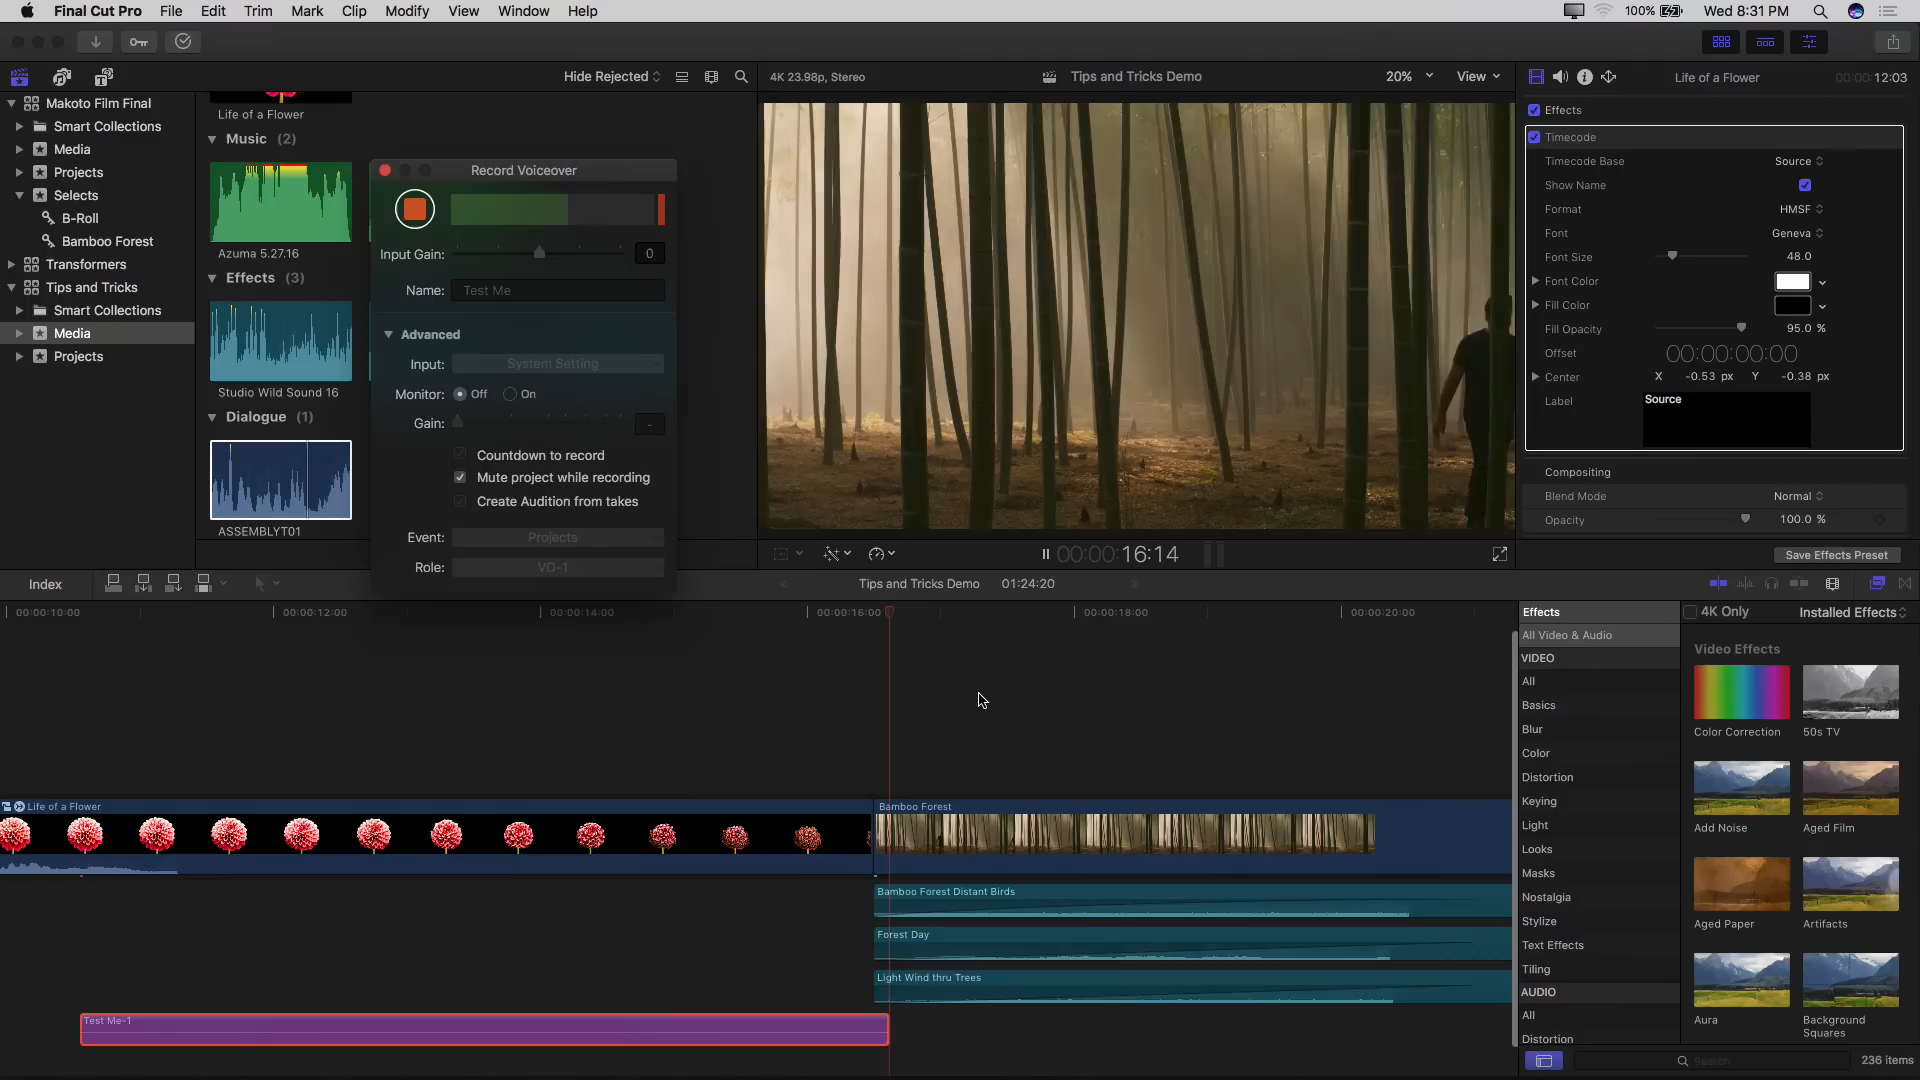 Final Cut Pro File Edit Trim Mark Clip Modify View Window Help 100% Wed 8:31 PM
Hide Rejected
4K 23.98p, Stereo Tips and Tricks Demo 20% View
Life of a Flower 00:00:12:03
Makoto Film Final
Smart Collections
Media
Projects
Selects
B-Roll
Bamboo Forest
Transformers
Tips and Tricks
Smart Collections
Media
Projects
Life of a Flower
Music (2)
Azuma 5.27.16
Effects (3)
Studio Wild Sound 16
Dialogue (1)
ASSEMBLYT01
Record Voiceover
Input Gain: 0
Name: Test Me
Advanced
Input: System Setting
Monitor: Off On
Gain: -
Countdown to record
Mute project while recording
Create Audition from takes
Event: Projects
Role: VO-1
00:00:16:14
Effects
Timecode
Timecode Base Source
Show Name
Format HMSF
Font Geneva
Font Size 48.0
Font Color
Fill Color
Fill Opacity 95.0 %
Offset 00:00:00:00
Center X -0.53 px Y -0.38 px
Label Source
Compositing
Blend Mode Normal
Opacity 100.0 %
Save Effects Preset
Index Tips and Tricks Demo 01:24:20
00:00:10:00 00:00:12:00 00:00:14:00 00:00:16:00 00:00:18:00 00:00:20:00
Life of a Flower
Bamboo Forest
Bamboo Forest Distant Birds
Forest Day
Light Wind thru Trees
Test Me-1
Effects 4K Only Installed Effects
All Video & Audio
VIDEO
All
Basics
Blur
Color
Distortion
Keying
Light
Looks
Masks
Nostalgia
Stylize
Text Effects
Tiling
AUDIO
All
Distortion
Video Effects
Color Correction 50s TV
Add Noise Aged Film
Aged Paper Artifacts
Aura Background
Squares
Search 236 items